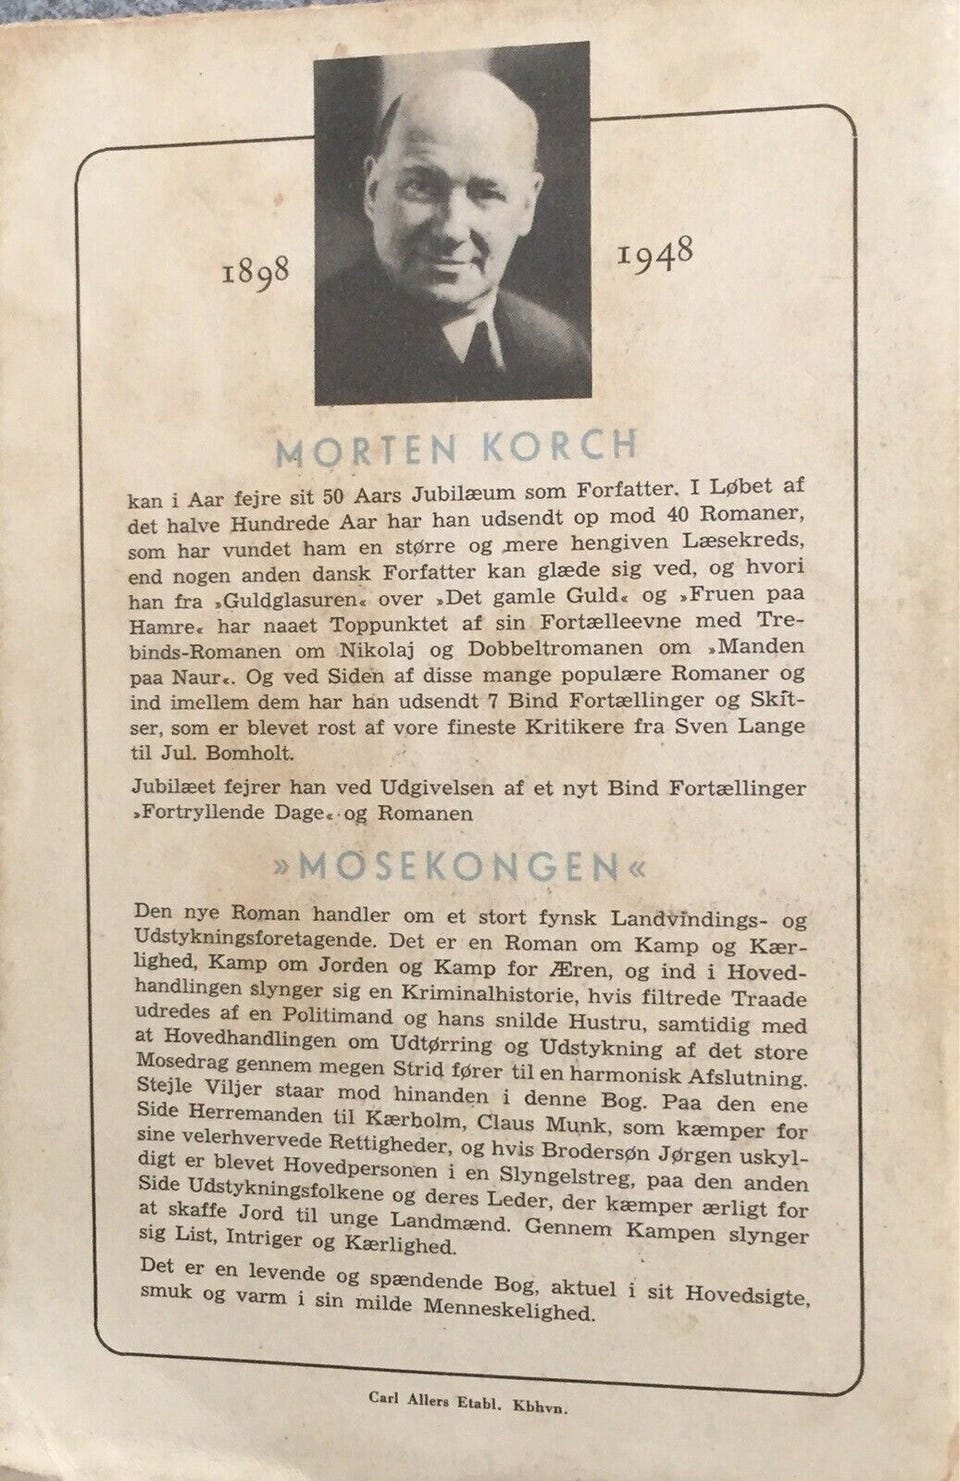 1898
1948
MORTEN KORCH
kan i Aar fejre sit 50 Aars Jubilæum som Forfatter. I Løbet af
det halve Hundrede Aar har han udsendt op mod 40 Romaner,
som har vundet ham en større og mere hengiven Læsekreds,
end nogen anden dansk Forfatter kan glæde sig ved, og hvori
han fra »Guldglasuren« over »Det gamle Guld« og »Fruen paa
Hamre« har naaet Toppunktet af sin Fortælleevne med Tre-
binds-Romanen om Nikolaj og Dobbeltromanen om »Manden
paa Naur«. Og ved Siden af disse mange populære Romaner og
ind imellem dem har han udsendt 7 Bind Fortællinger og Skit-
ser, som er blevet rost af vore fineste Kritikere fra Sven Lange
til Jul. Bomholt.
Jubilæet fejrer han ved Udgivelsen af et nyt Bind Fortællinger
»Fortryllende Dage« og Romanen
»MOSEKONGEN«
Den nye Roman handler om et stort fynsk Landvindings- og
Udstykningsforetagende. Det er en Roman om Kamp og Kær-
lighed, Kamp om Jorden og Kamp for Æren, og ind i Hoved-
handlingen slynger sig en Kriminalhistorie, hvis filtrede Traade
udredes af en Politimand og hans snilde Hustru, samtidig med
at Hovedhandlingen om Udtørring og Udstykning af det store
Mosedrag gennem megen Strid fører til en harmonisk Afslutning.
Stejle Viljer staar mod hinanden i denne Bog. Paa den ene
Side Herremanden til Kærholm, Claus Munk, som kæmper for
sine velerhvervede Rettigheder, og hvis Brodersøn Jørgen uskyl-
digt er blevet Hovedpersonen i en Slyngelstreg, paa den anden
Side Udstykningsfolkene og deres Leder, der kæmper ærligt for
at skaffe Jord til unge Landmænd. Gennem Kampen slynger
sig List, Intriger og Kærlighed.
Det er en levende og spændende Bog, aktuel i sit Hovedsigte,
smuk og varm i sin milde Menneskelighed.
Carl Allers Etabl. Kbhvn.